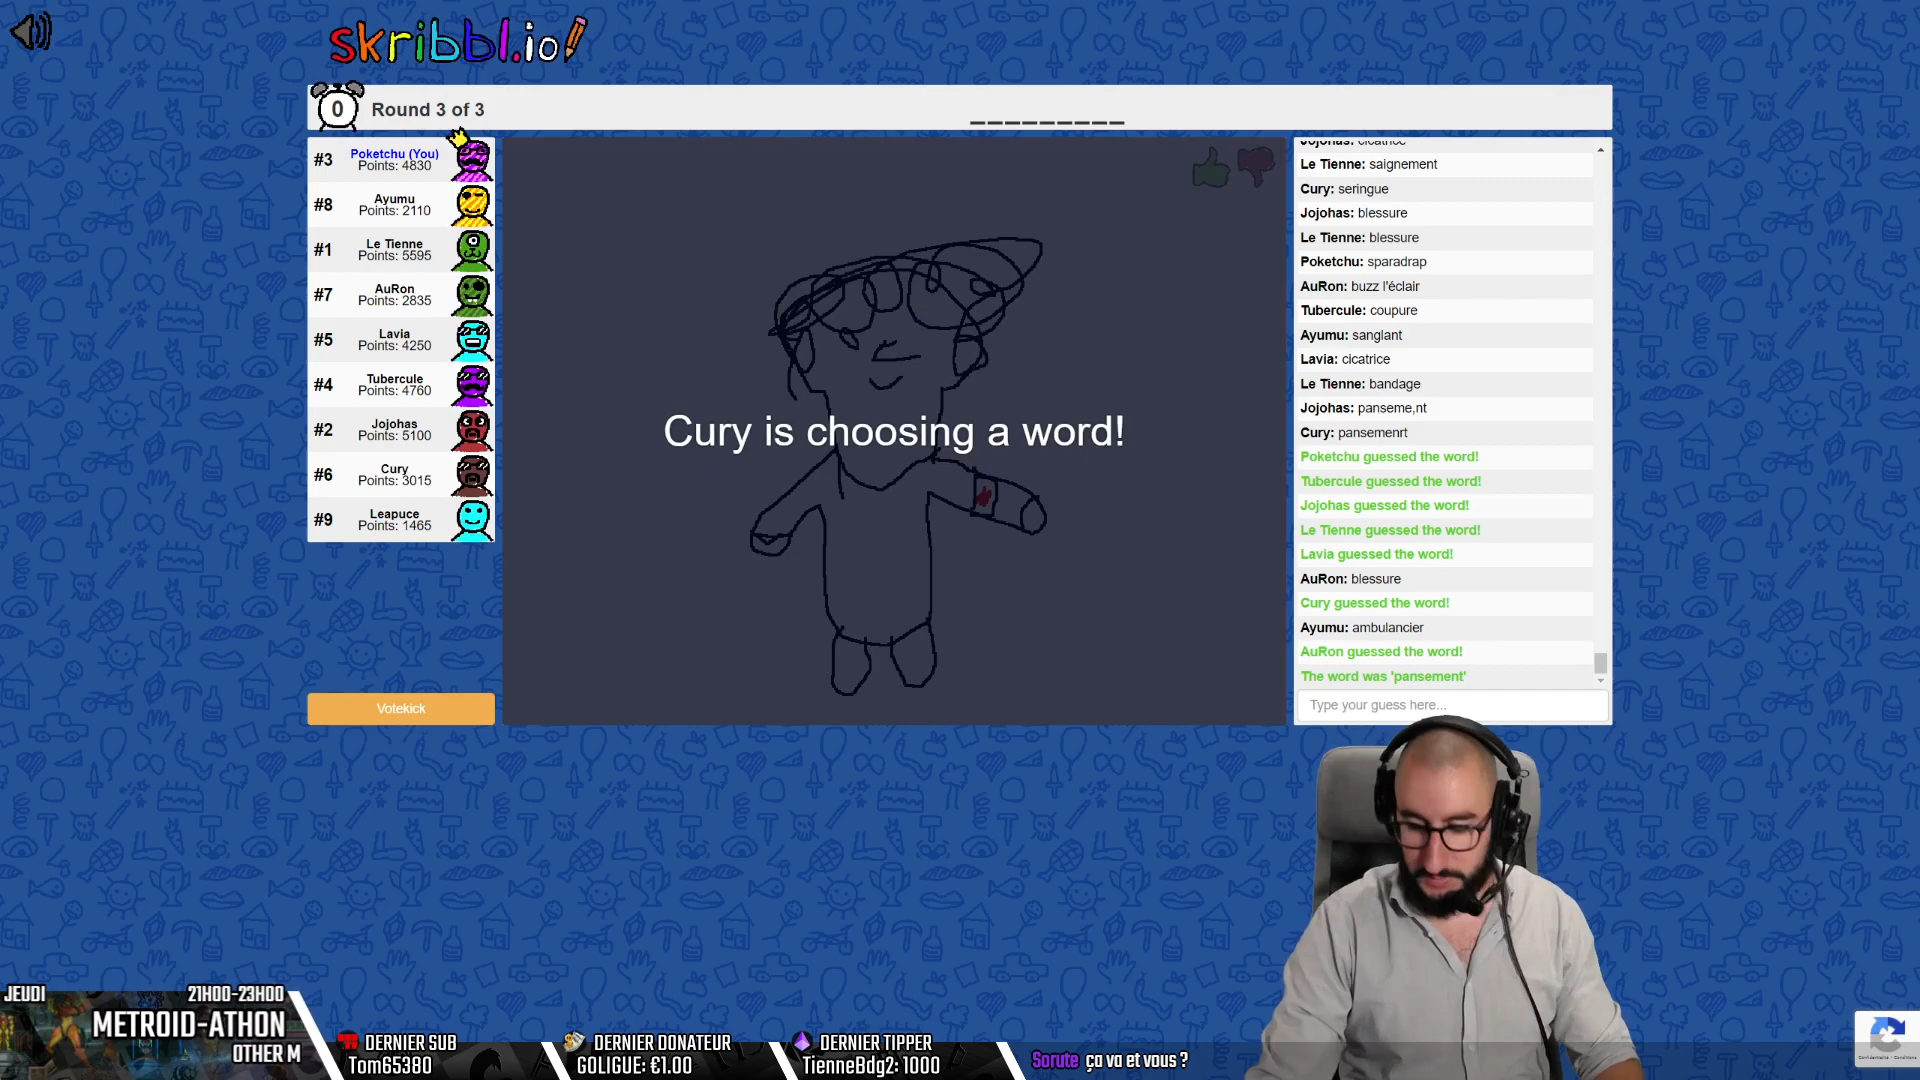 skribbl.io
0
Round 3 of 3
_________
#3 Poketchu (You)
Points: 4830
#8 Ayumu
Points: 2110
#1 Le Tienne
Points: 5595
#7 AuRon
Points: 2835
#5 Lavia
Points: 4250
#4 Tubercule
Points: 4760
#2 Jojohas
Points: 5100
#6 Cury
Points: 3015
#9 Leapuce
Points: 1465
Votekick
Cury is choosing a word!
Jojohas: cicatrice
Le Tienne: saignement
Cury: seringue
Jojohas: blessure
Le Tienne: blessure
Poketchu: sparadrap
AuRon: buzz l'éclair
Tubercule: coupure
Ayumu: sanglant
Lavia: cicatrice
Le Tienne: bandage
Jojohas: panseme,nt
Cury: pansemenrt
Poketchu guessed the word!
Tubercule guessed the word!
Jojohas guessed the word!
Le Tienne guessed the word!
Lavia guessed the word!
AuRon: blessure
Cury guessed the word!
Ayumu: ambulancier
AuRon guessed the word!
The word was 'pansement'
Type your guess here...
JEUDI 21H00-23H00
METROID-ATHON
OTHER M
DERNIER SUB
Tom65380
DERNIER DONATEUR
GOLIGUE: €1.00
DERNIER TIPPER
TienneBdg2: 1000
Sorute ça va et vous ?